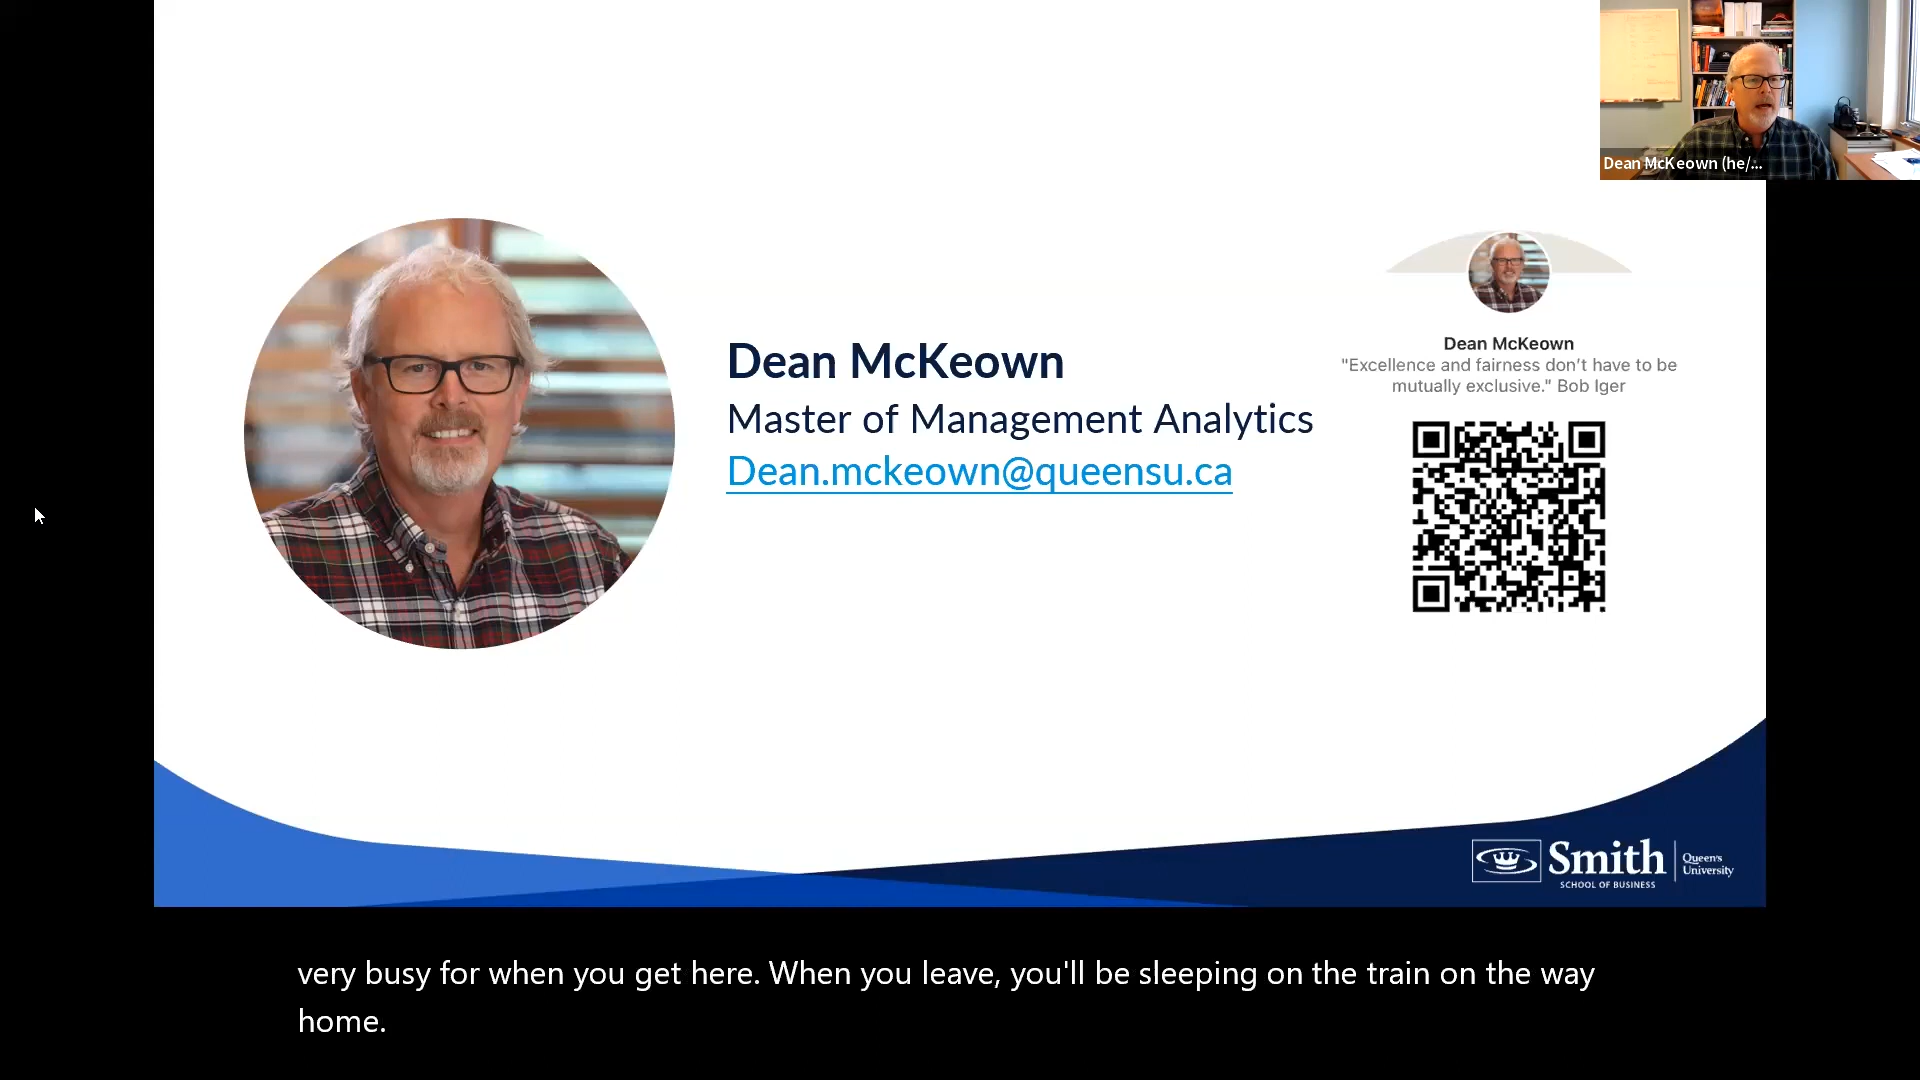 Dean McKeown (he/...
Dean McKeown
Master of Management Analytics
Dean.mckeown@queensu.ca
Dean McKeown
"Excellence and fairness don’t have to be
mutually exclusive." Bob Iger
Smith
SCHOOL OF BUSINESS
Queen's
University
very busy for when you get here. When you leave, you'll be sleeping on the train on the way
home.